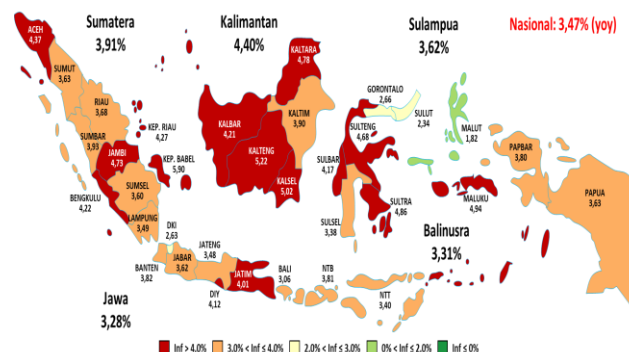 Sumatera
3,91%
Kalimantan
4,40%
Sulampua
3,62%
Nasional: 3,47% (yoy)
ACEH
4,37
SUMUT
3,63
RIAU
3,68
SUMBAR
3,93
KEP. RIAU
4,27
JAMBI
4,73
KEP. BABEL
5,90
BENGKULU
4,22
SUMSEL
3,60
LAMPUNG
3,49
KALTARA
4,78
KALBAR
4,21
KALTIM
3,90
KALTENG
5,22
KALSEL
5,02
GORONTALO
2,66
SULUT
2,34
SULTENG
4,68
SULBAR
4,17
SULSEL
3,38
SULTRA
4,86
MALUT
1,82
MALUKU
4,94
PAPBAR
3,80
PAPUA
3,63
DKI
2,63
BANTEN
3,82
JABAR
3,62
JATENG
3,48
DIY
4,12
JATIM
4,01
BALI
3,06
NTB
3,81
NTT
3,40
Balinusra
3,31%
Jawa
3,28%
Inf > 4.0%
3.0% < Inf ≤ 4.0%
2.0% < Inf ≤ 3.0%
0% < Inf ≤ 2.0%
Inf ≤ 0%